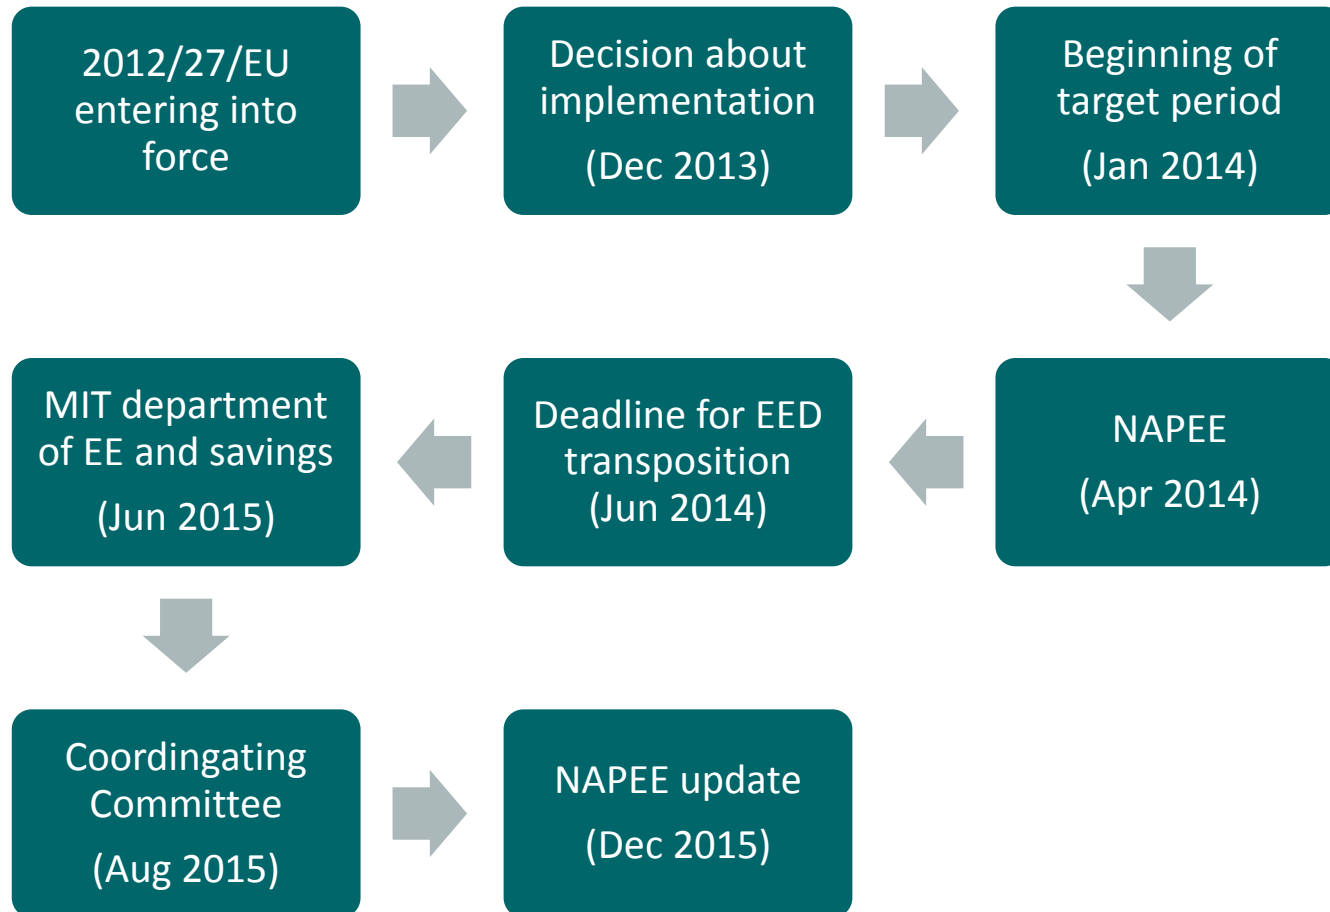 2012/27/EU
entering into
force
Decision about
implementation
(Dec 2013)
Beginning of
target period
(Jan 2014)
NAPEE
(Apr 2014)
Deadline for EED
transposition
(Jun 2014)
MIT department
of EE and savings
(Jun 2015)
Coordingating
Committee
(Aug 2015)
NAPEE update
(Dec 2015)